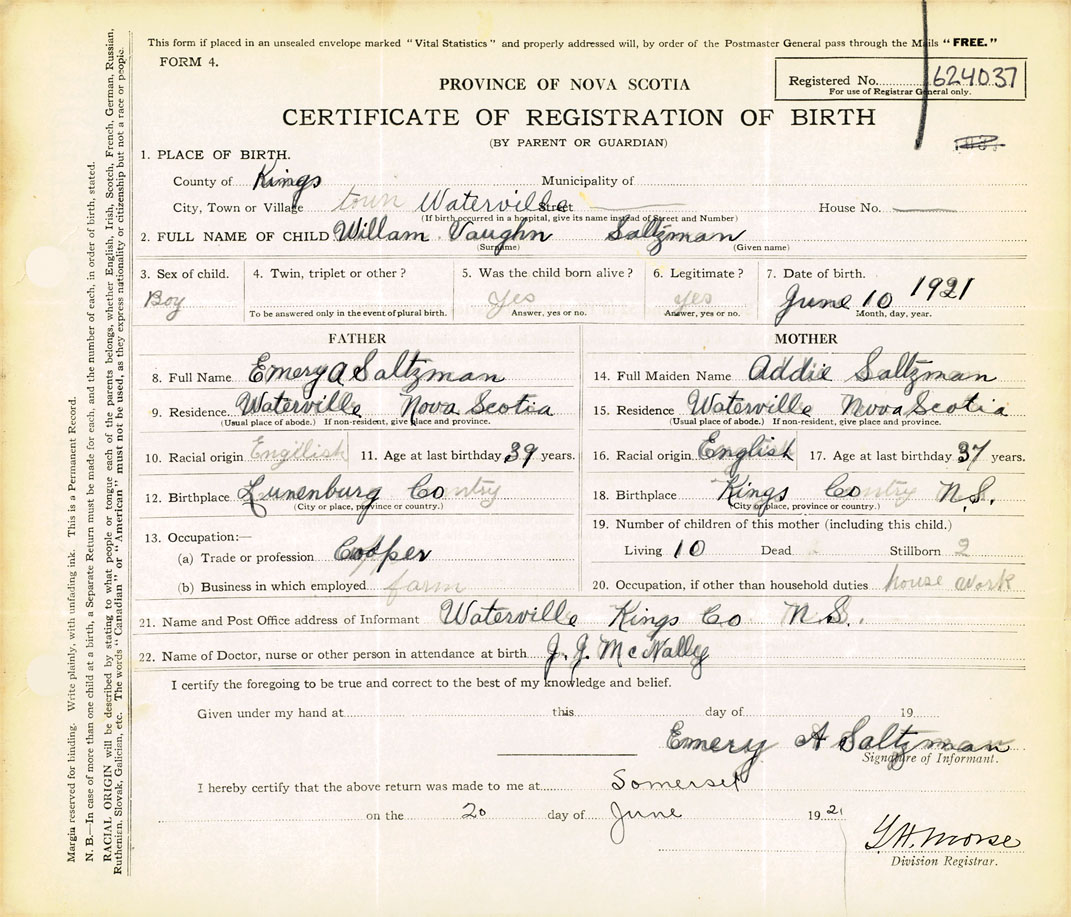 This form if placed in an unsealed envelope marked "Vital Statistics" and properly addressed will, by order of the Postmaster General pass through the Mails "FREE."
FORM 4.
Registered No. 624037
For use of Registrar General only.
PROVINCE OF NOVA SCOTIA
CERTIFICATE OF REGISTRATION OF BIRTH
(BY PARENT OR GUARDIAN)
1. PLACE OF BIRTH.
County of Kings Municipality of
City, Town or Village town Waterville Street House No.
(If birth occurred in a hospital, give its name instead of Street and Number)
2. FULL NAME OF CHILD Willam Vaughn Saltzman
(Surname) (Given name)
3. Sex of child. 4. Twin, triplet or other? 5. Was the child born alive? 6. Legitimate? 7. Date of birth.
Boy Yes yes June 10 1921
To be answered only in the event of plural birth. Answer, yes or no. Answer, yes or no. Month, day, year.
FATHER
8. Full Name Emery A Saltzman
9. Residence Waterville Nova Scotia
(Usual place of abode.) If non-resident, give place and province.
10. Racial origin Engilish 11. Age at last birthday 39 years.
12. Birthplace Lunenburg Country
(City or place, province or country.)
13. Occupation:—
(a) Trade or profession Cooper
(b) Business in which employed farm
MOTHER
14. Full Maiden Name Addie Saltzman
15. Residence Waterville Nova Scotia
(Usual place of abode.) If non-resident, give place and province.
16. Racial origin English 17. Age at last birthday 37 years.
18. Birthplace Kings Country N.S.
(City or place, province or country.)
19. Number of children of this mother (including this child.)
Living 10 Dead Stillborn 2
20. Occupation, if other than household duties house work
21. Name and Post Office address of Informant Waterville Kings Co N.S.
22. Name of Doctor, nurse or other person in attendance at birth J. J. McNally
I certify the foregoing to be true and correct to the best of my knowledge and belief.
Given under my hand at this day of 19
Emery A Saltzman
Signature of Informant.
I hereby certify that the above return was made to me at Somerset
on the 20 day of June 1921
Division Registrar.
Margin reserved for binding. Write plainly, with unfading ink. This is a Permanent Record.
N. B.—In case of more than one child at a birth, a Separate Return must be made for each, and the number of each, in order of birth, stated.
RACIAL ORIGIN will be described by stating to what people or tongue each of the parents belongs, whether English, Irish, Scotch, French, German, Russian,
Ruthenian, Slovak, Galician, etc. The words "Canadian" or "American" must not be used, as they express nationality or citizenship but not a race or people.